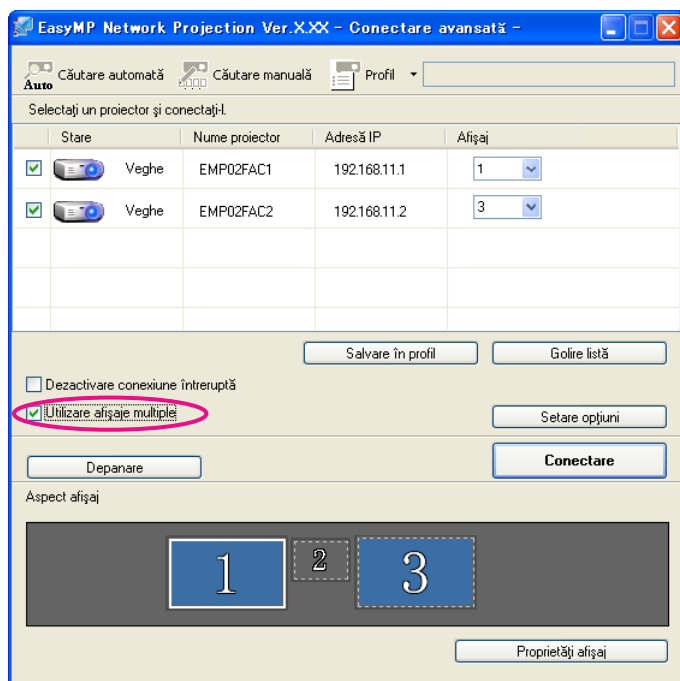 EasyMP Network Projection Ver.X.XX - Conectare avansată -
Auto Căutare automată Căutare manuală Profil
Selectaţi un proiector şi conectaţi-l.
Stare Nume proiector Adresă IP Afişaj
Veghe EMP02FAC1 192.168.11.1 1
Veghe EMP02FAC2 192.168.11.2 3
Salvare în profil Golire listă
Dezactivare conexiune întreruptă
Utilizare afişaje multiple Setare opţiuni
Depanare Conectare
Aspect afişaj
1 2 3
Proprietăţi afişaj